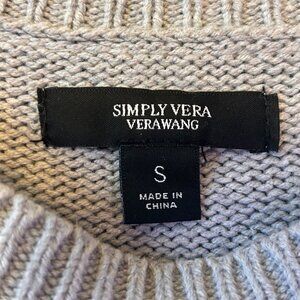 SIMPLY VERA
VERAWANG
S
MADE IN
CHINA